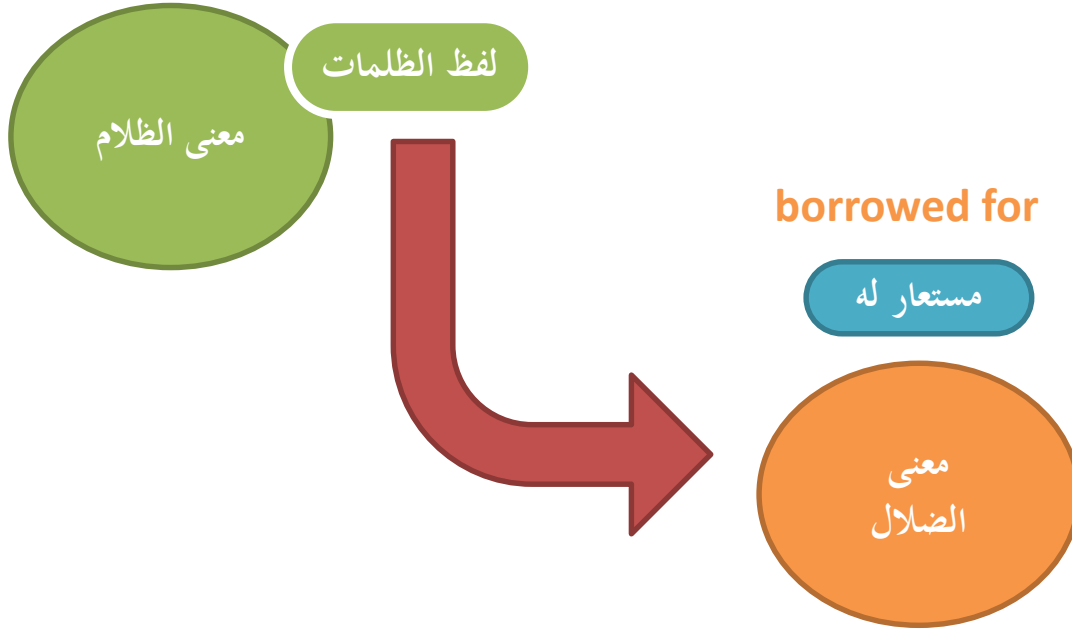 لفظ الظلمات
معنى الظلام
borrowed for
مستعار له
معنى
الضلال